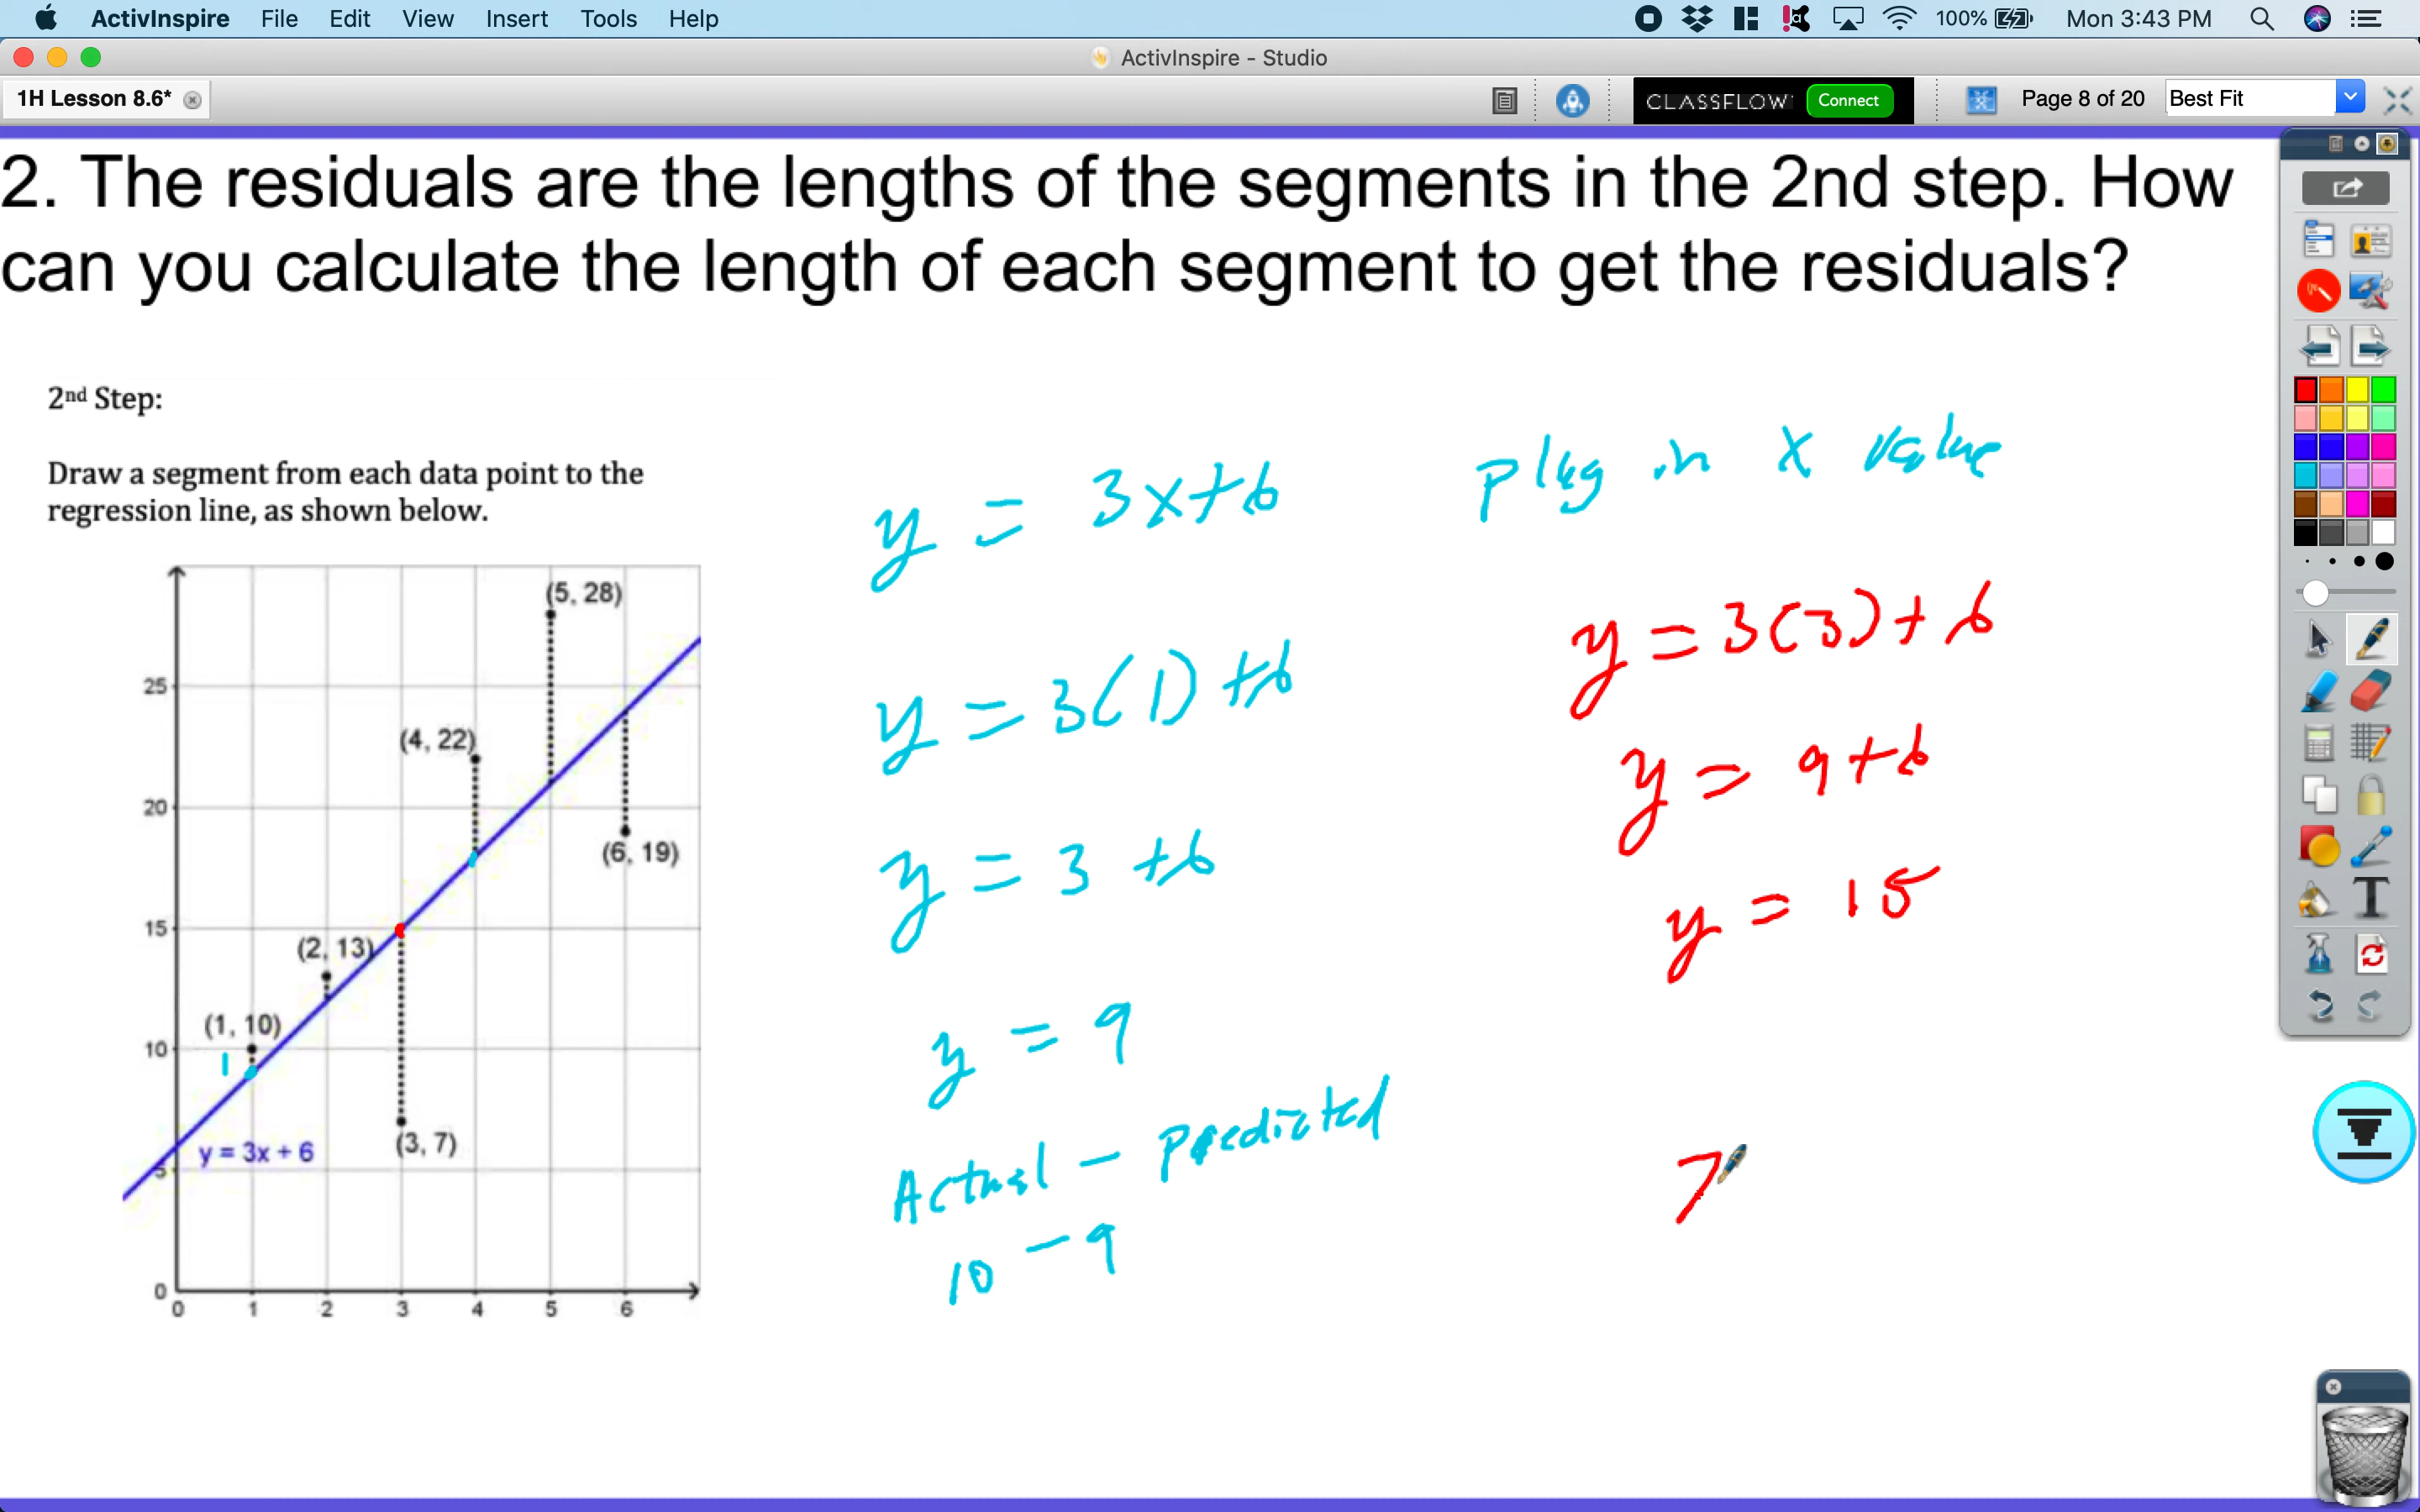 ActivInspire File Edit View Insert Tools Help 100% Mon 3:43 PM
ActivInspire - Studio
1H Lesson 8.6* CLASSFLOW Connect Page 8 of 20 Best Fit
2. The residuals are the lengths of the segments in the 2nd step. How
can you calculate the length of each segment to get the residuals?
2nd Step:
Draw a segment from each data point to the
regression line, as shown below.
(5, 28)
25
(4, 22)
20
(6, 19)
15
(2, 13)
(1, 10)
10
1
(3, 7)
y = 3x + 6
5
0
0 1 2 3 4 5 6
y = 3x+6
y = 3(1) +6
y = 3 +6
y = 9
Actual - Predicted
10 - 9
Plug in X value
y = 3(3) + 6
y = 9+6
y = 15
7
T